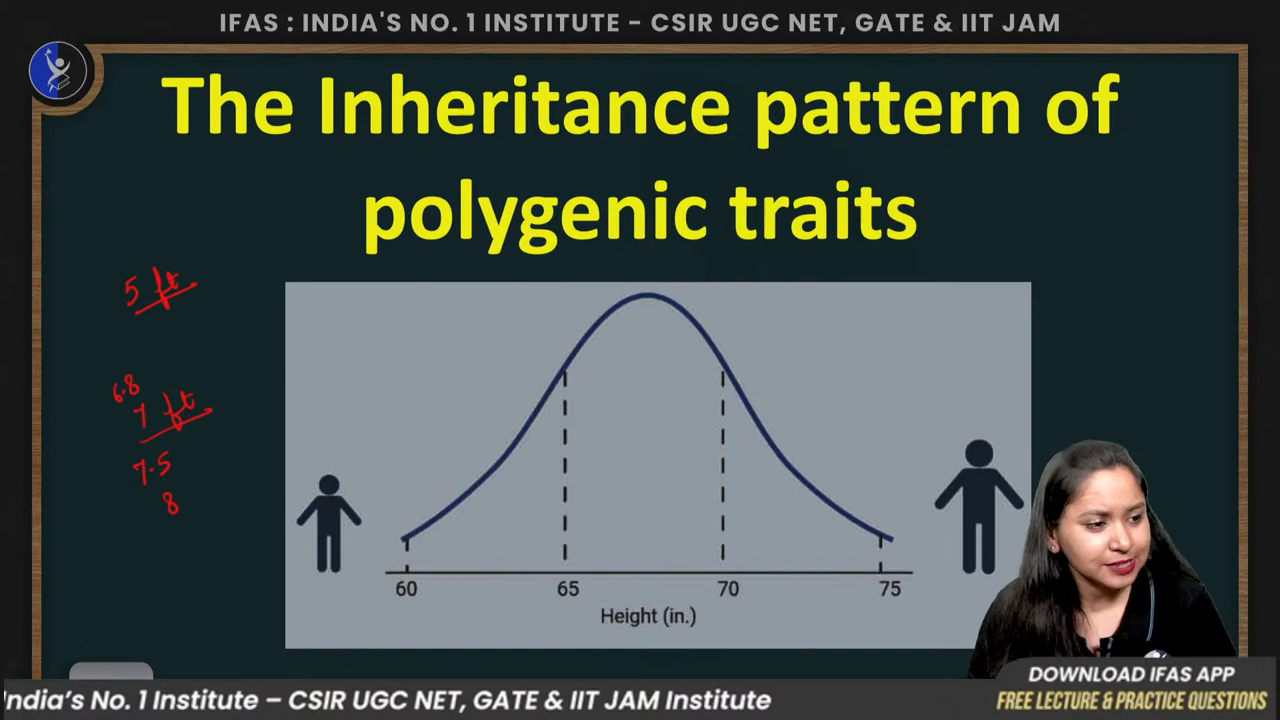 IFAS : INDIA'S NO. 1 INSTITUTE - CSIR UGC NET, GATE & IIT JAM
The Inheritance pattern of
polygenic traits
5 ft
6.8
7 ft
7.5
8
60 65 70 75
Height (in.)
DOWNLOAD IFAS APP
FREE LECTURE & PRACTICE QUESTIONS
India's No. 1 Institute – CSIR UGC NET, GATE & IIT JAM Institute